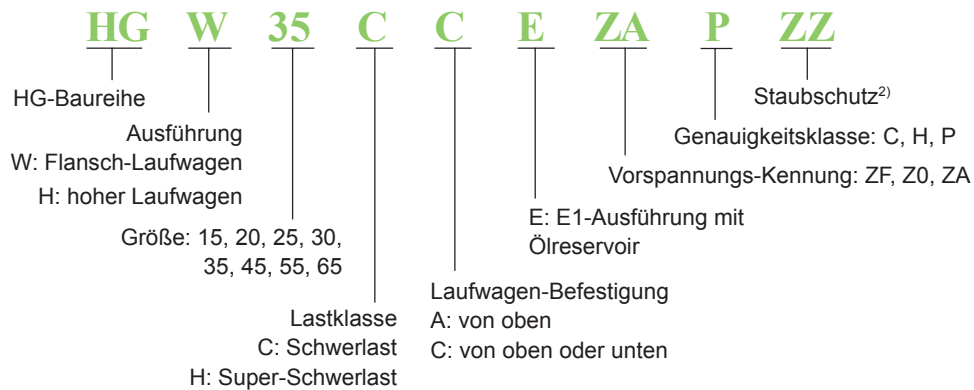 HG W 35 C C E ZA P ZZ
HG-Baureihe
Ausführung
W: Flansch-Laufwagen
H: hoher Laufwagen
Größe: 15, 20, 25, 30,
35, 45, 55, 65
Lastklasse
C: Schwerlast
H: Super-Schwerlast
Laufwagen-Befestigung
A: von oben
C: von oben oder unten
E: E1-Ausführung mit
Ölreservoir
Vorspannungs-Kennung: ZF, Z0, ZA
Genauigkeitsklasse: C, H, P
Staubschutz²⁾